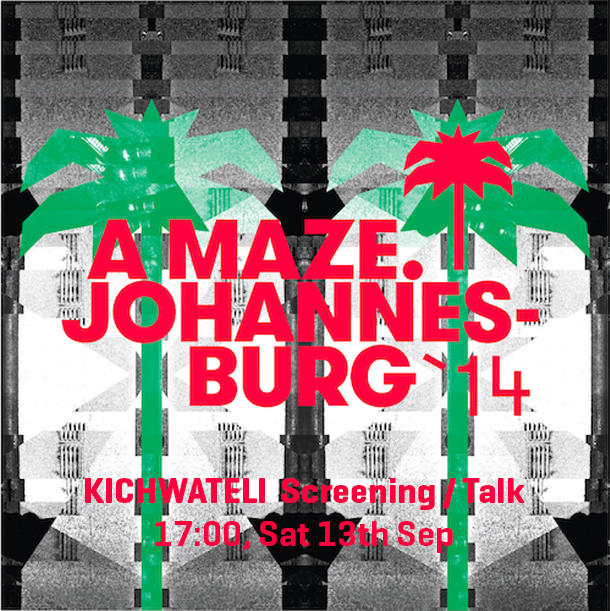 A MAZE.
JOHANNES-
BURG`14
KICHWATELI Screening / Talk
17:00, Sat 13th Sep